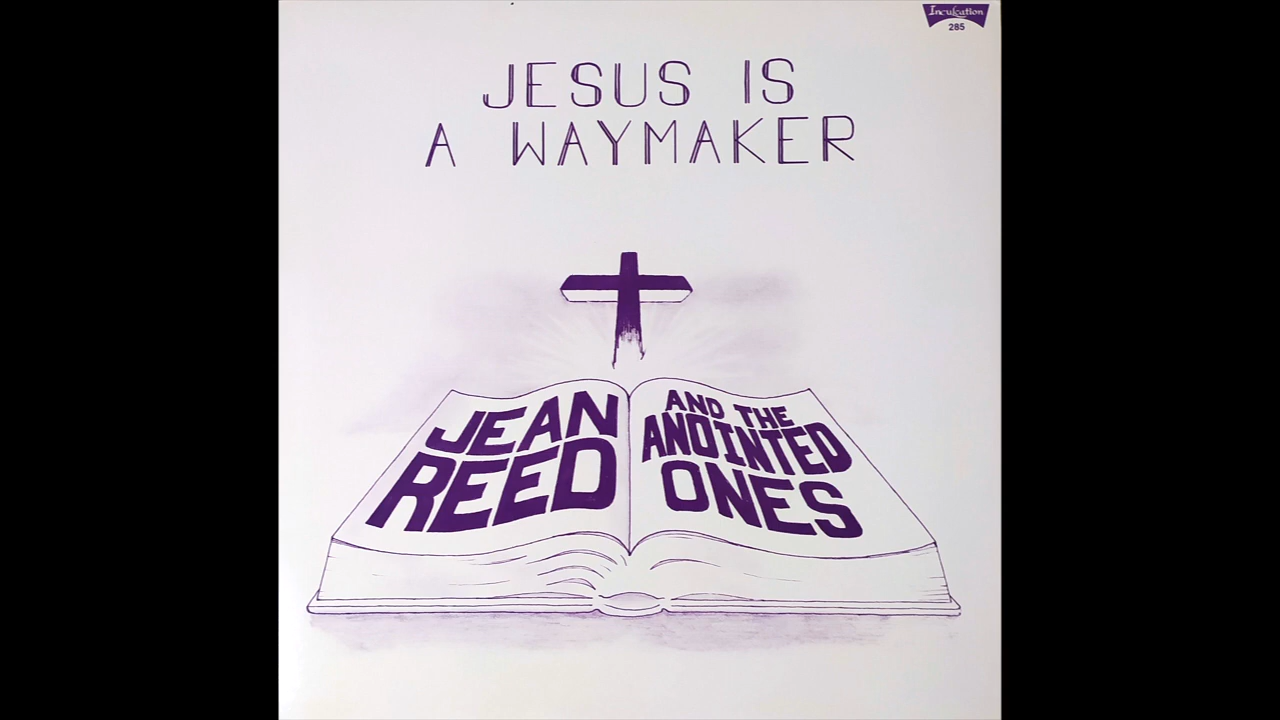 Inculcation
285
JESUS IS
A WAYMAKER
JEAN
REED
AND THE
ANOINTED
ONES